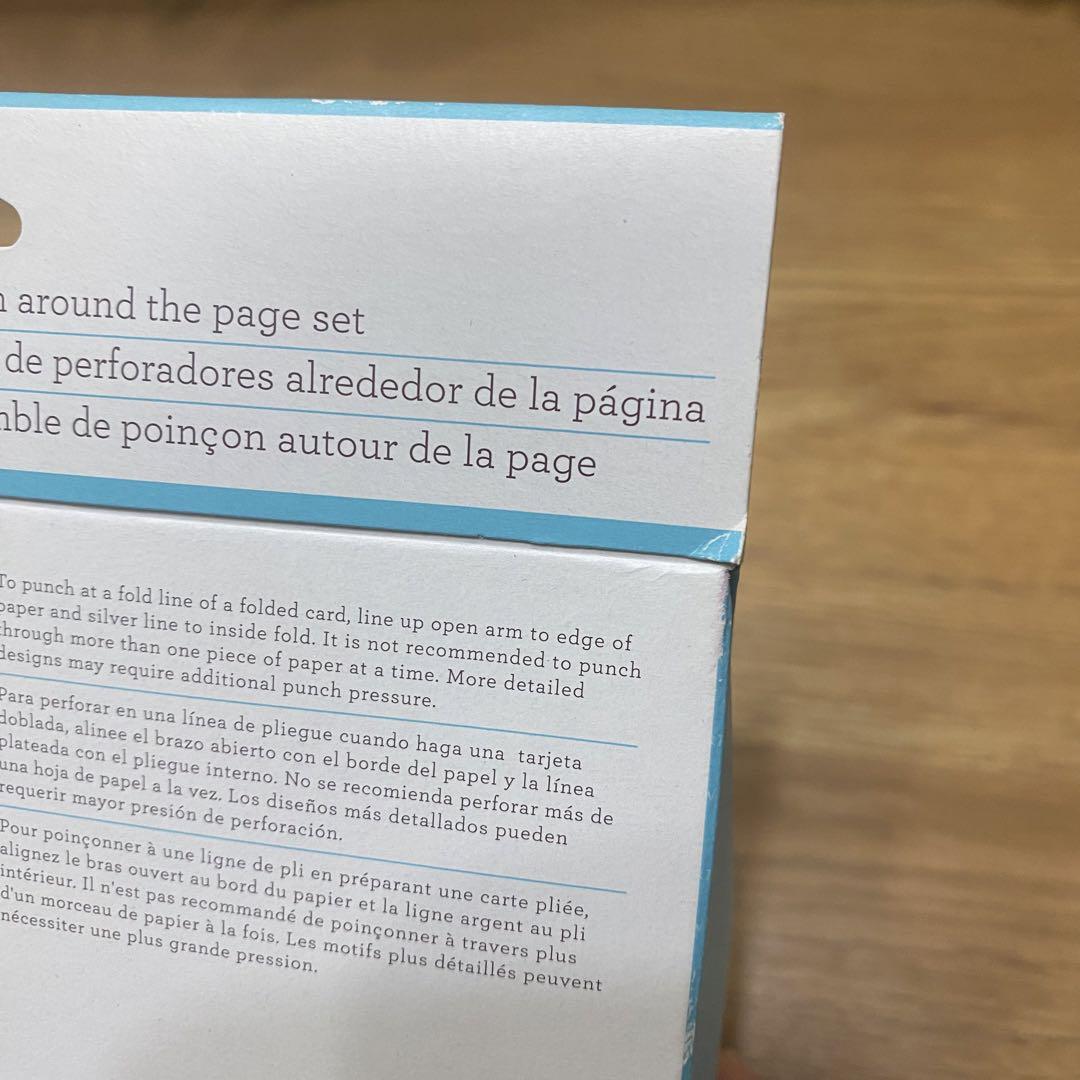 around the page set
de perforadores alrededor de la página
de poinçon autour de la page
To punch at a fold line of a folded card, line up open arm to edge of
paper and silver line to inside fold. It is not recommended to punch
through more than one piece of paper at a time. More detailed
designs may require additional punch pressure.
Para perforar en una línea de pliegue cuando haga una tarjeta
doblada, alinee el brazo abierto con el borde del papel y la línea
plateada con el pliegue interno. No se recomienda perforar más de
una hoja de papel a la vez. Los diseños más detallados pueden
requerir mayor presión de perforación.
Pour poinçonner à une ligne de pli en préparant une carte pliée,
alignez le bras ouvert au bord du papier et la ligne argent au pli
intérieur. Il n'est pas recommandé de poinçonner à travers plus
d'un morceau de papier à la fois. Les motifs plus détaillés peuvent
nécessiter une plus grande pression.